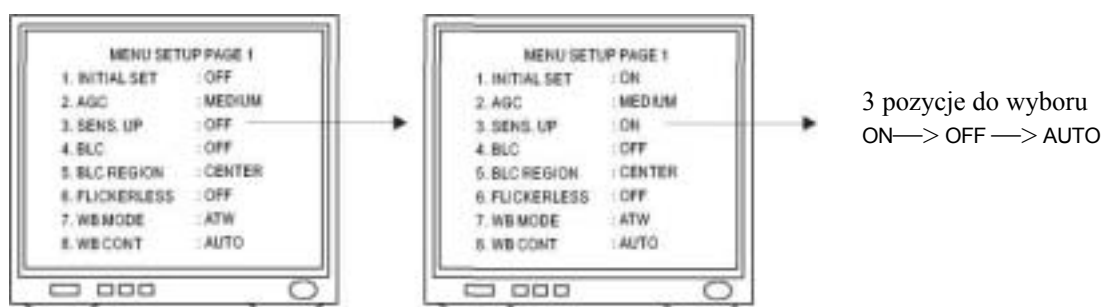 MENU SETUP PAGE 1
1. INITIAL SET : OFF
2. AGC : MEDIUM
3. SENS. UP : OFF
4. BLC : OFF
5. BLC REGION : CENTER
6. FLICKERLESS : OFF
7. WB MODE : ATW
8. WB CONT : AUTO
MENU SETUP PAGE 1
1. INITIAL SET : ON
2. AGC : MEDIUM
3. SENS. UP : ON
4. BLC : OFF
5. BLC REGION : CENTER
6. FLICKERLESS : OFF
7. WB MODE : ATW
8. WB CONT : AUTO
3 pozycje do wyboru
ON—> OFF —> AUTO